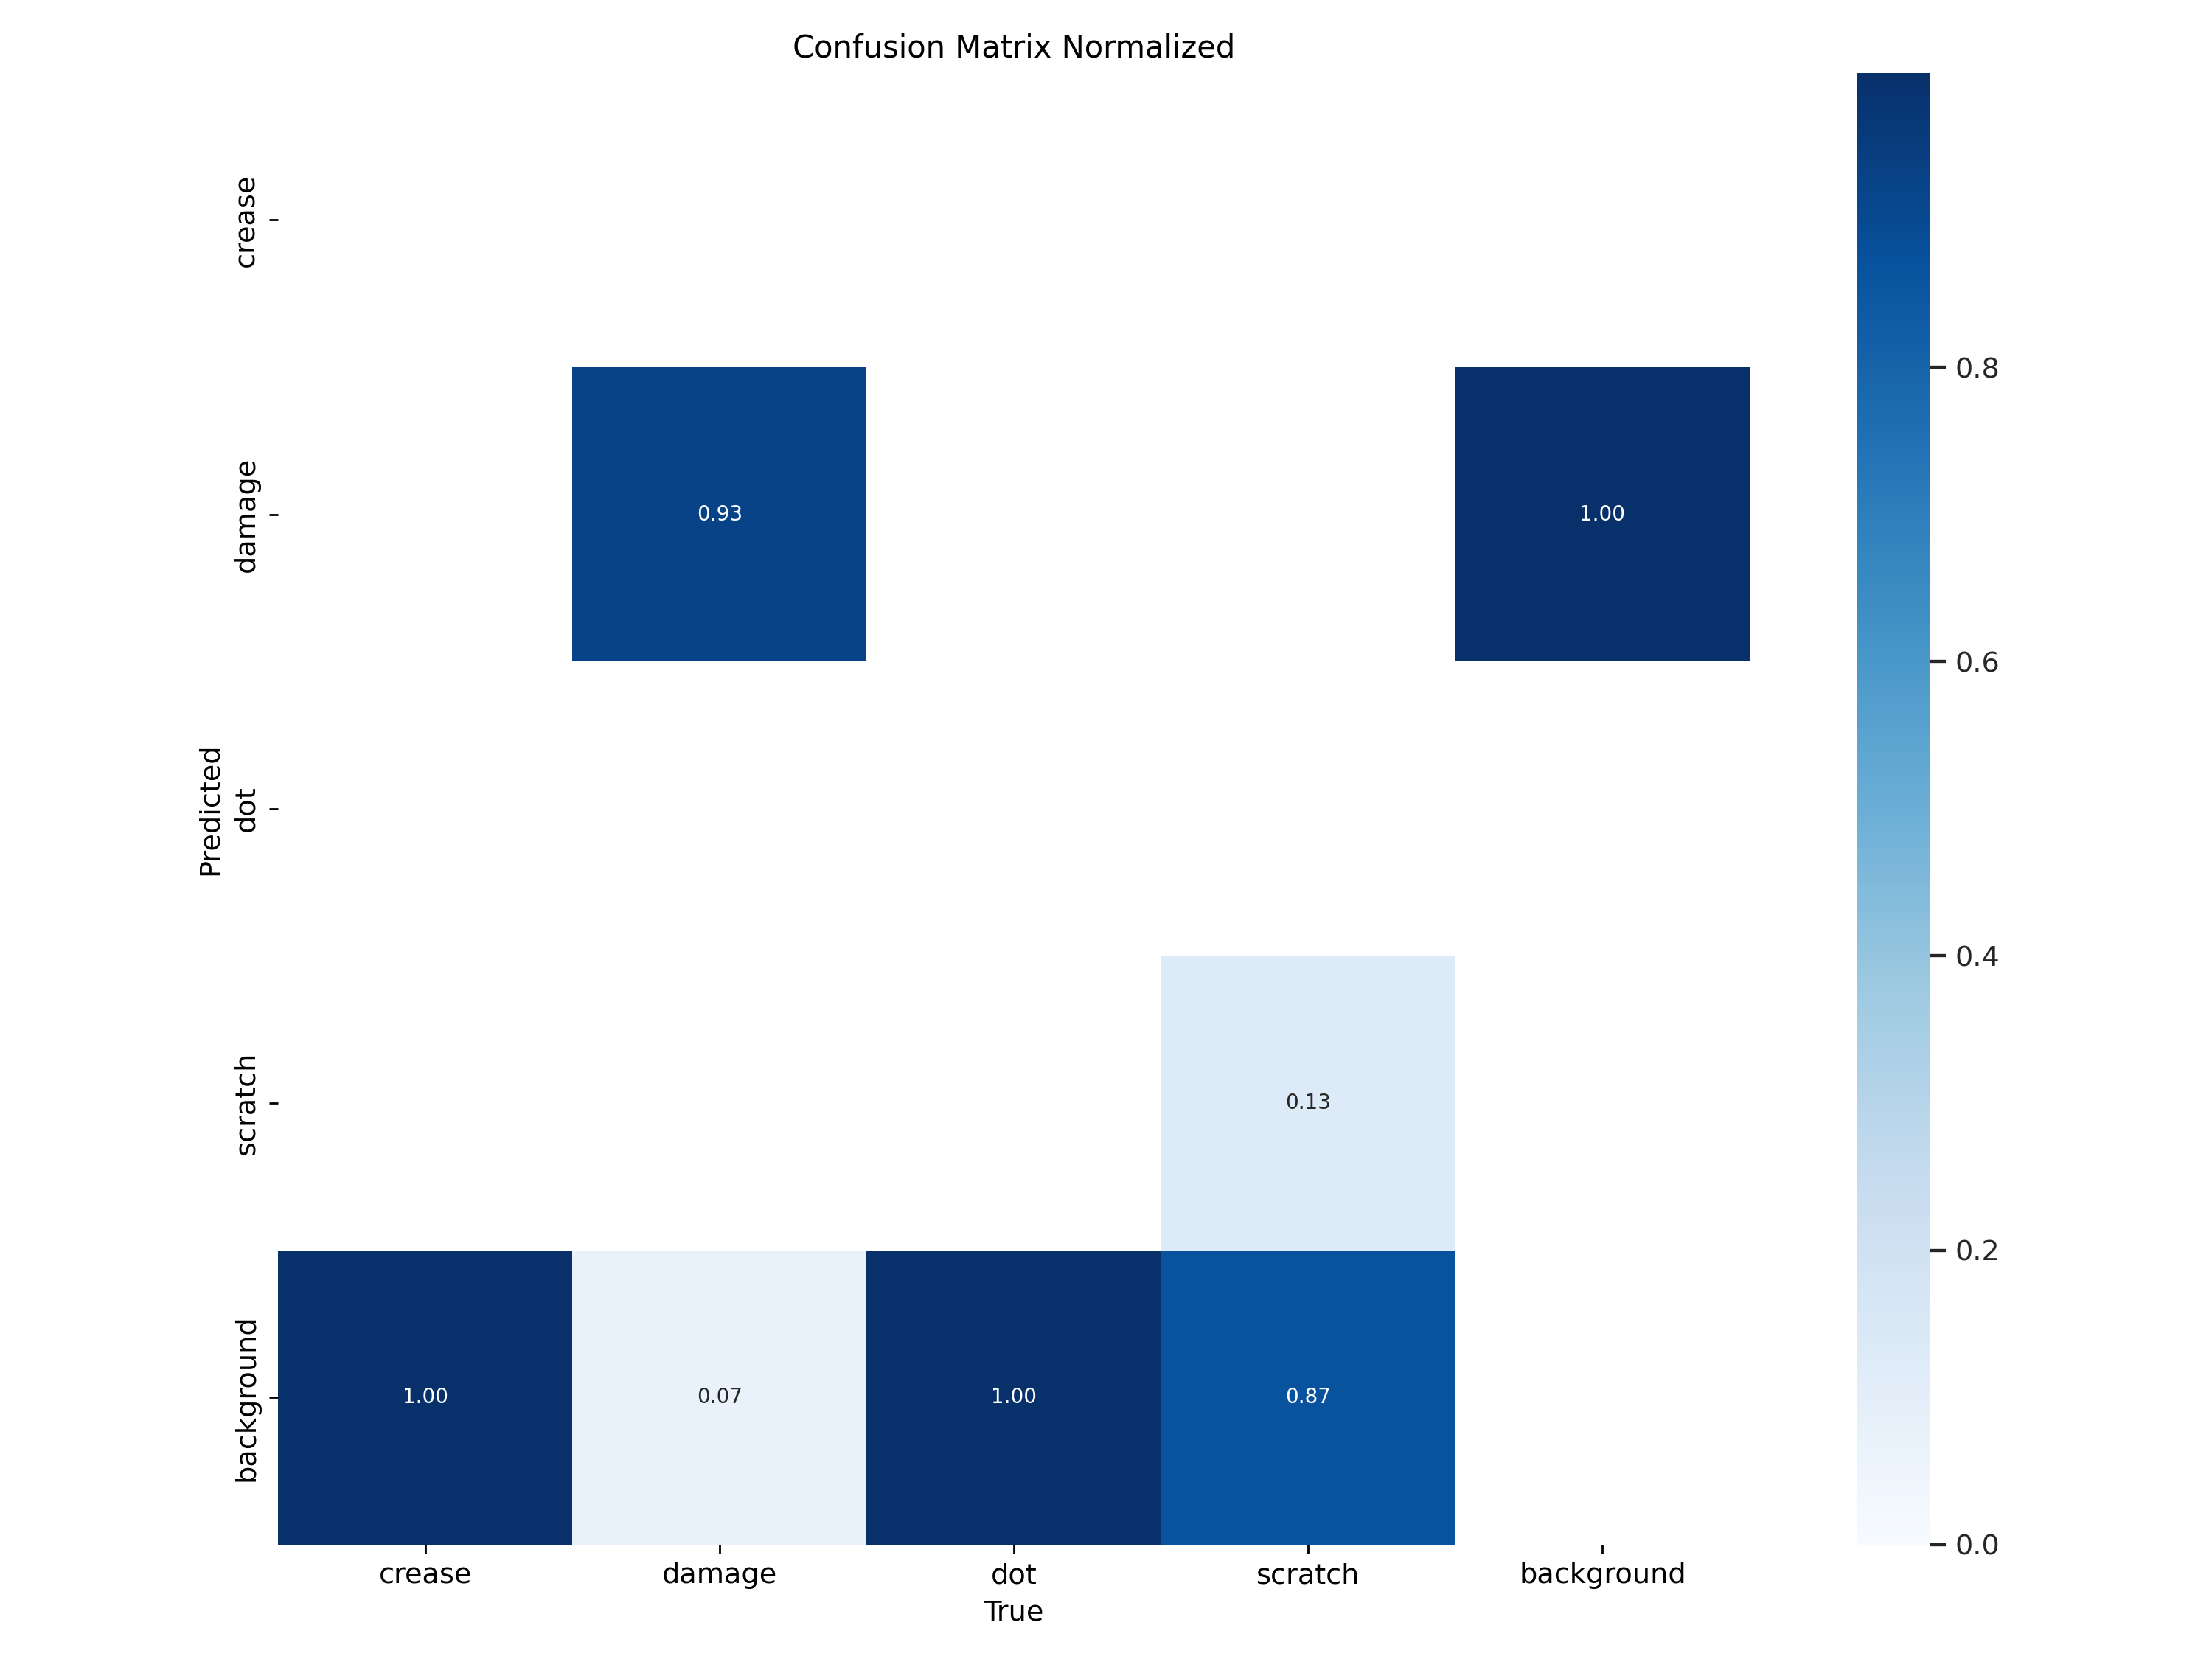 Confusion Matrix Normalized
Predicted
crease
damage
dot
scratch
background
0.93
1.00
0.13
1.00
0.07
1.00
0.87
crease
damage
dot
scratch
background
True
0.8
0.6
0.4
0.2
0.0